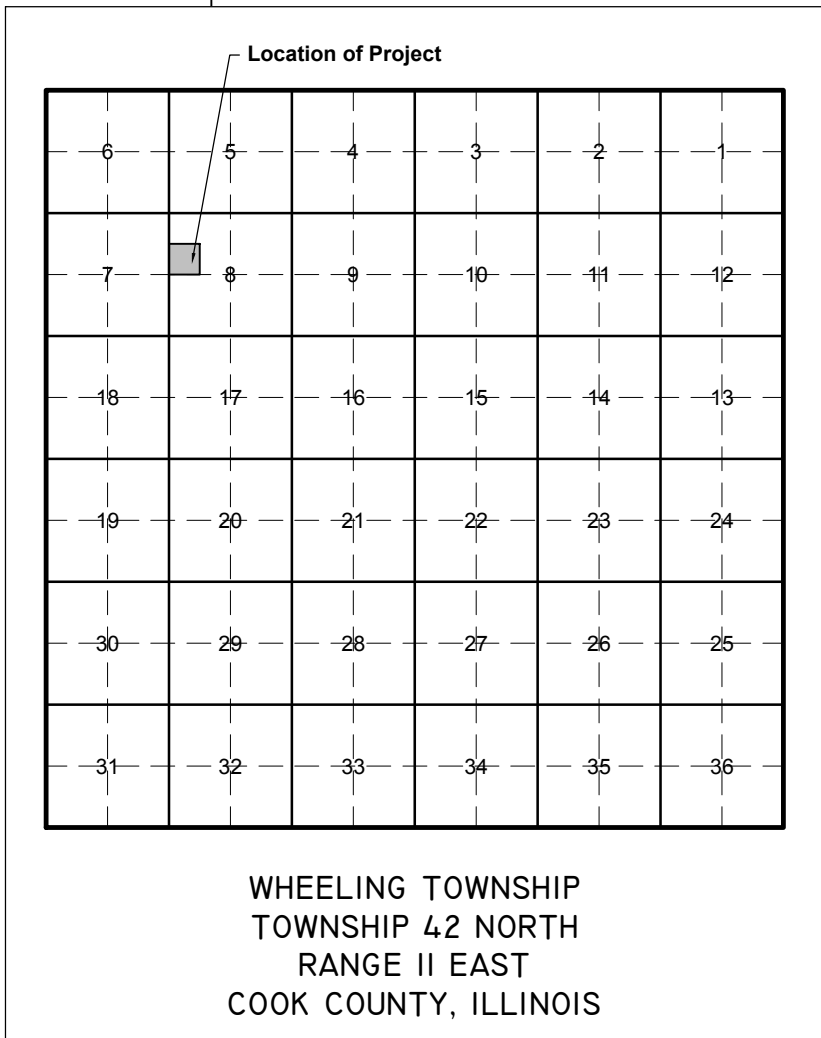 Location of Project
6 5 4 3 2 1
7 8 9 10 11 12
18 17 16 15 14 13
19 20 21 22 23 24
30 29 28 27 26 25
31 32 33 34 35 36
WHEELING TOWNSHIP
TOWNSHIP 42 NORTH
RANGE 11 EAST
COOK COUNTY, ILLINOIS